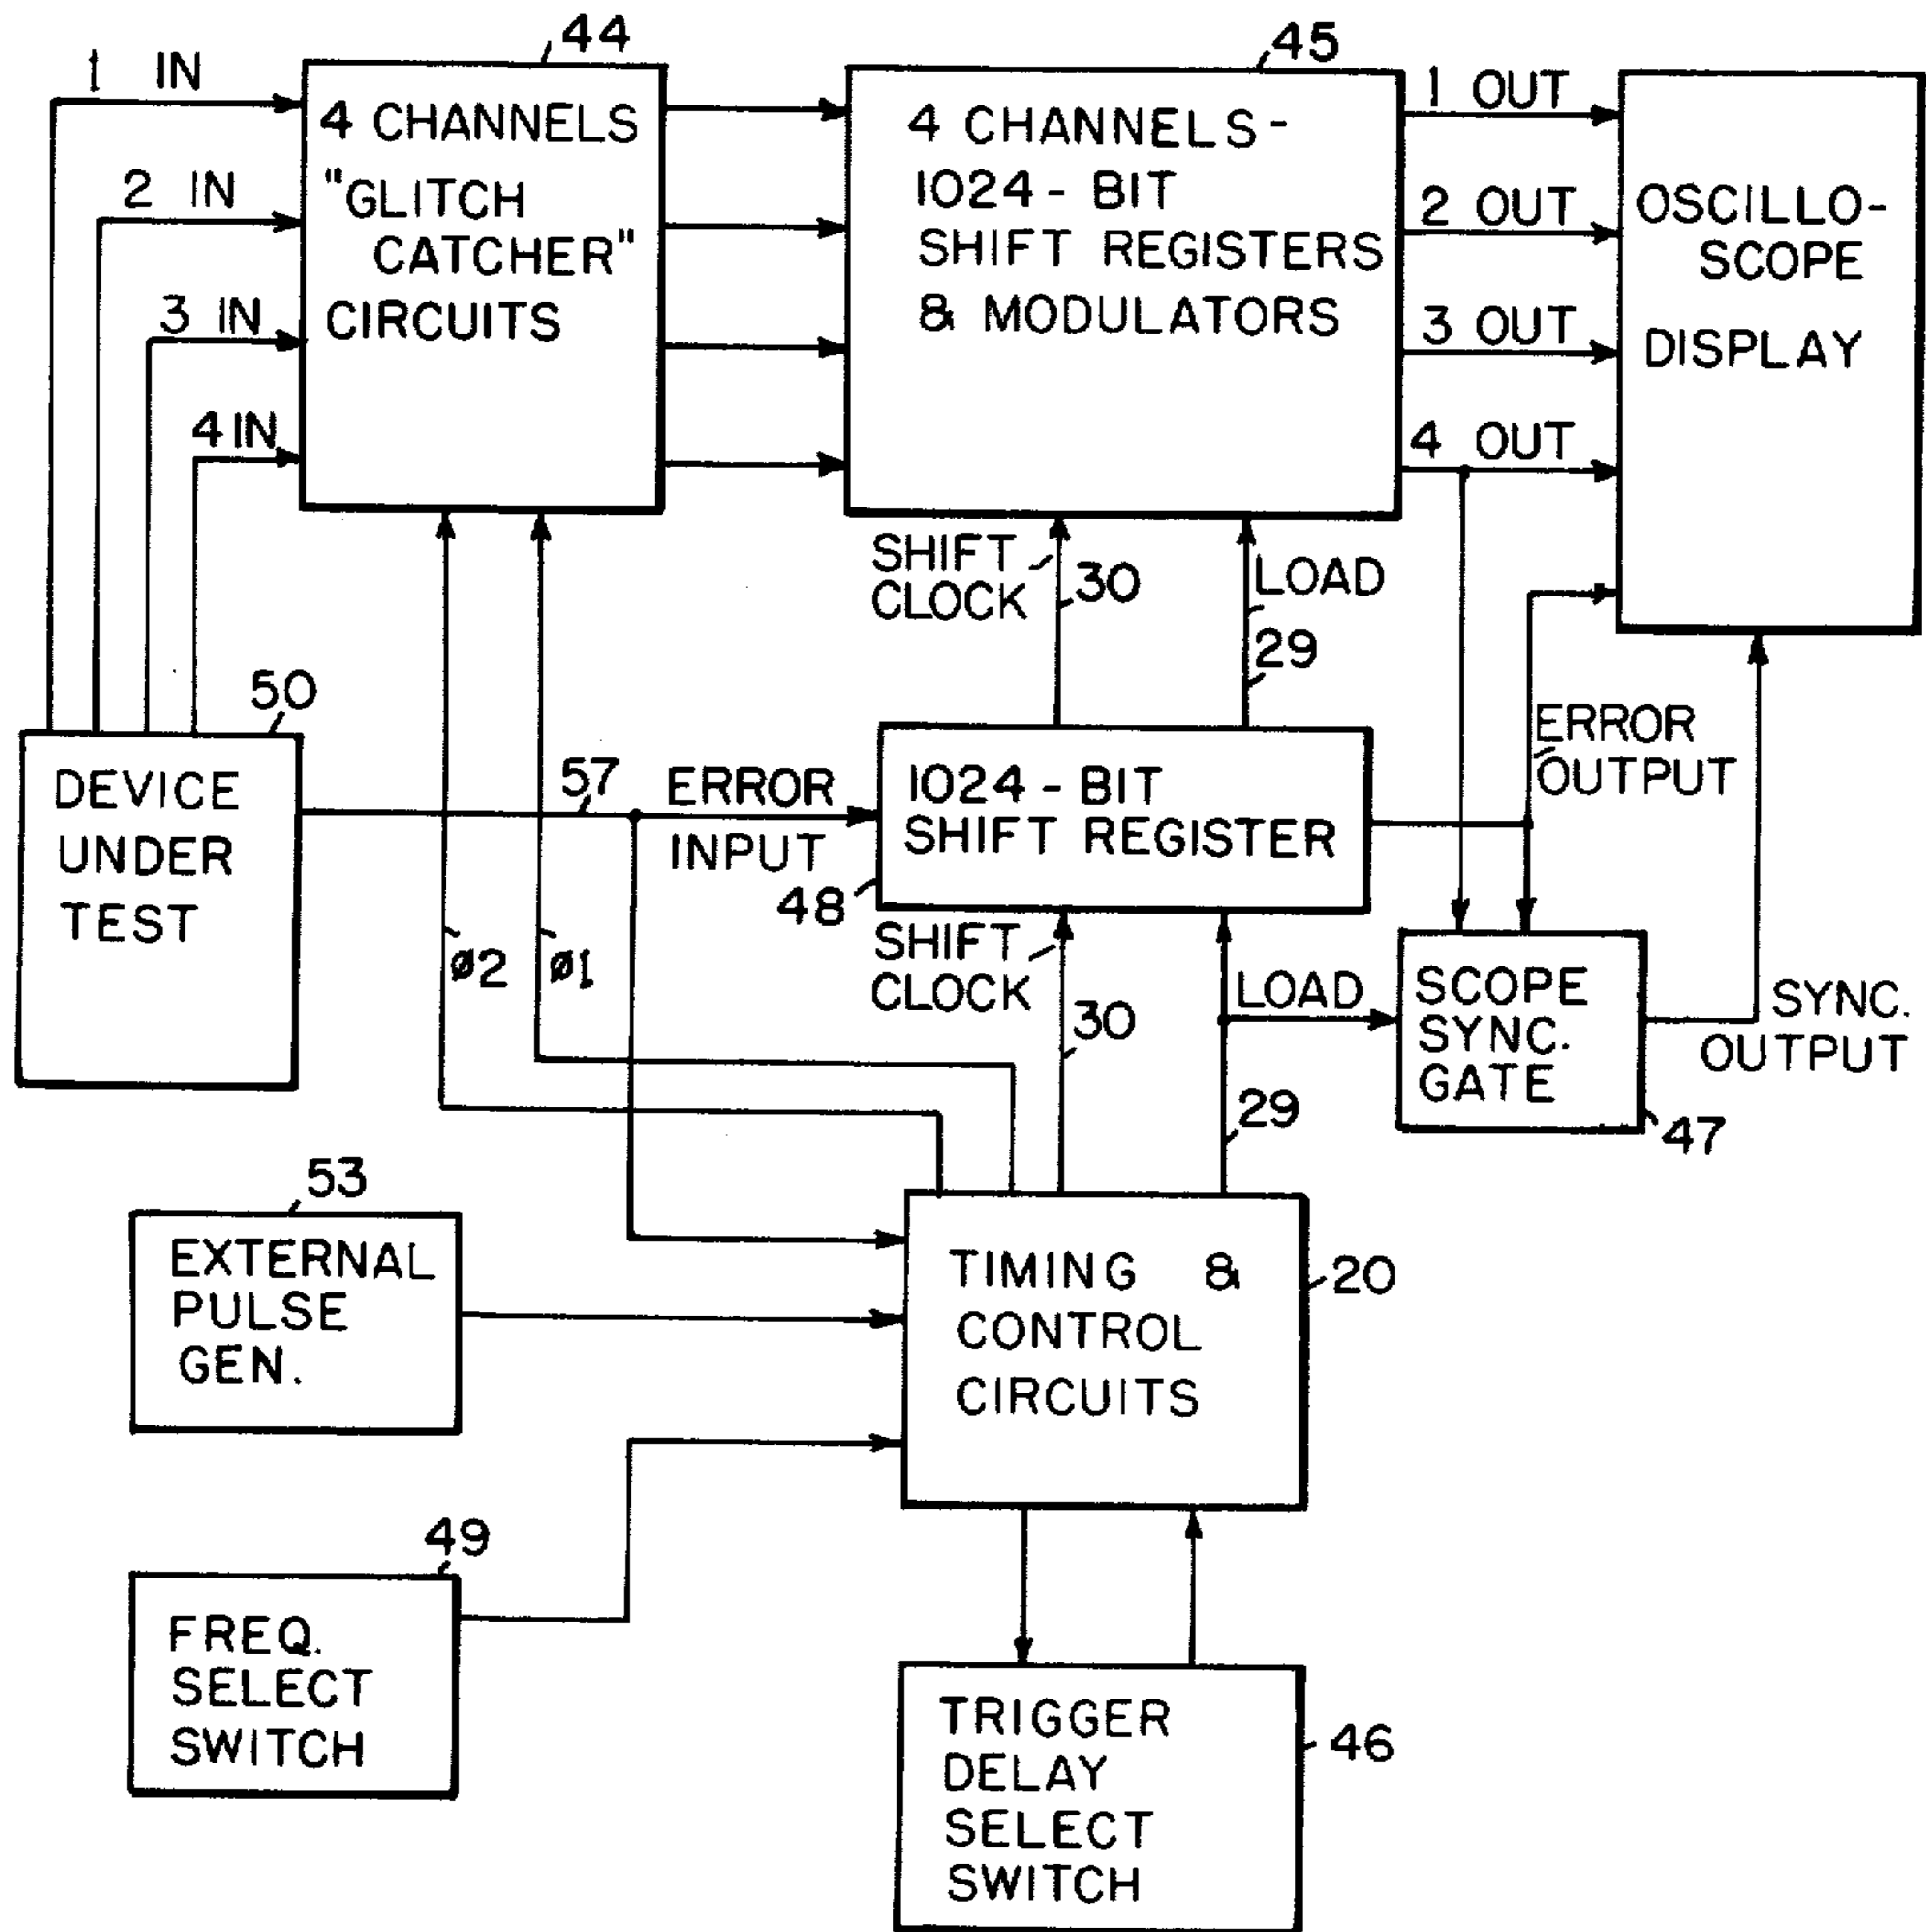 44
45
1 IN
4 CHANNELS
"GLITCH
CATCHER"
CIRCUITS
2 IN
3 IN
4 IN
4 CHANNELS-
1024-BIT
SHIFT REGISTERS
& MODULATORS
1 OUT
2 OUT
3 OUT
4 OUT
OSCILLO-
SCOPE
DISPLAY
SHIFT
CLOCK
30
LOAD
29
50
DEVICE
UNDER
TEST
57
ERROR
INPUT
1024-BIT
SHIFT REGISTER
48
ERROR
OUTPUT
ø2
ø1
SHIFT
CLOCK
30
LOAD
29
SCOPE
SYNC.
GATE
47
SYNC.
OUTPUT
53
EXTERNAL
PULSE
GEN.
TIMING &
CONTROL
CIRCUITS
20
49
FREQ.
SELECT
SWITCH
TRIGGER
DELAY
SELECT
SWITCH
46